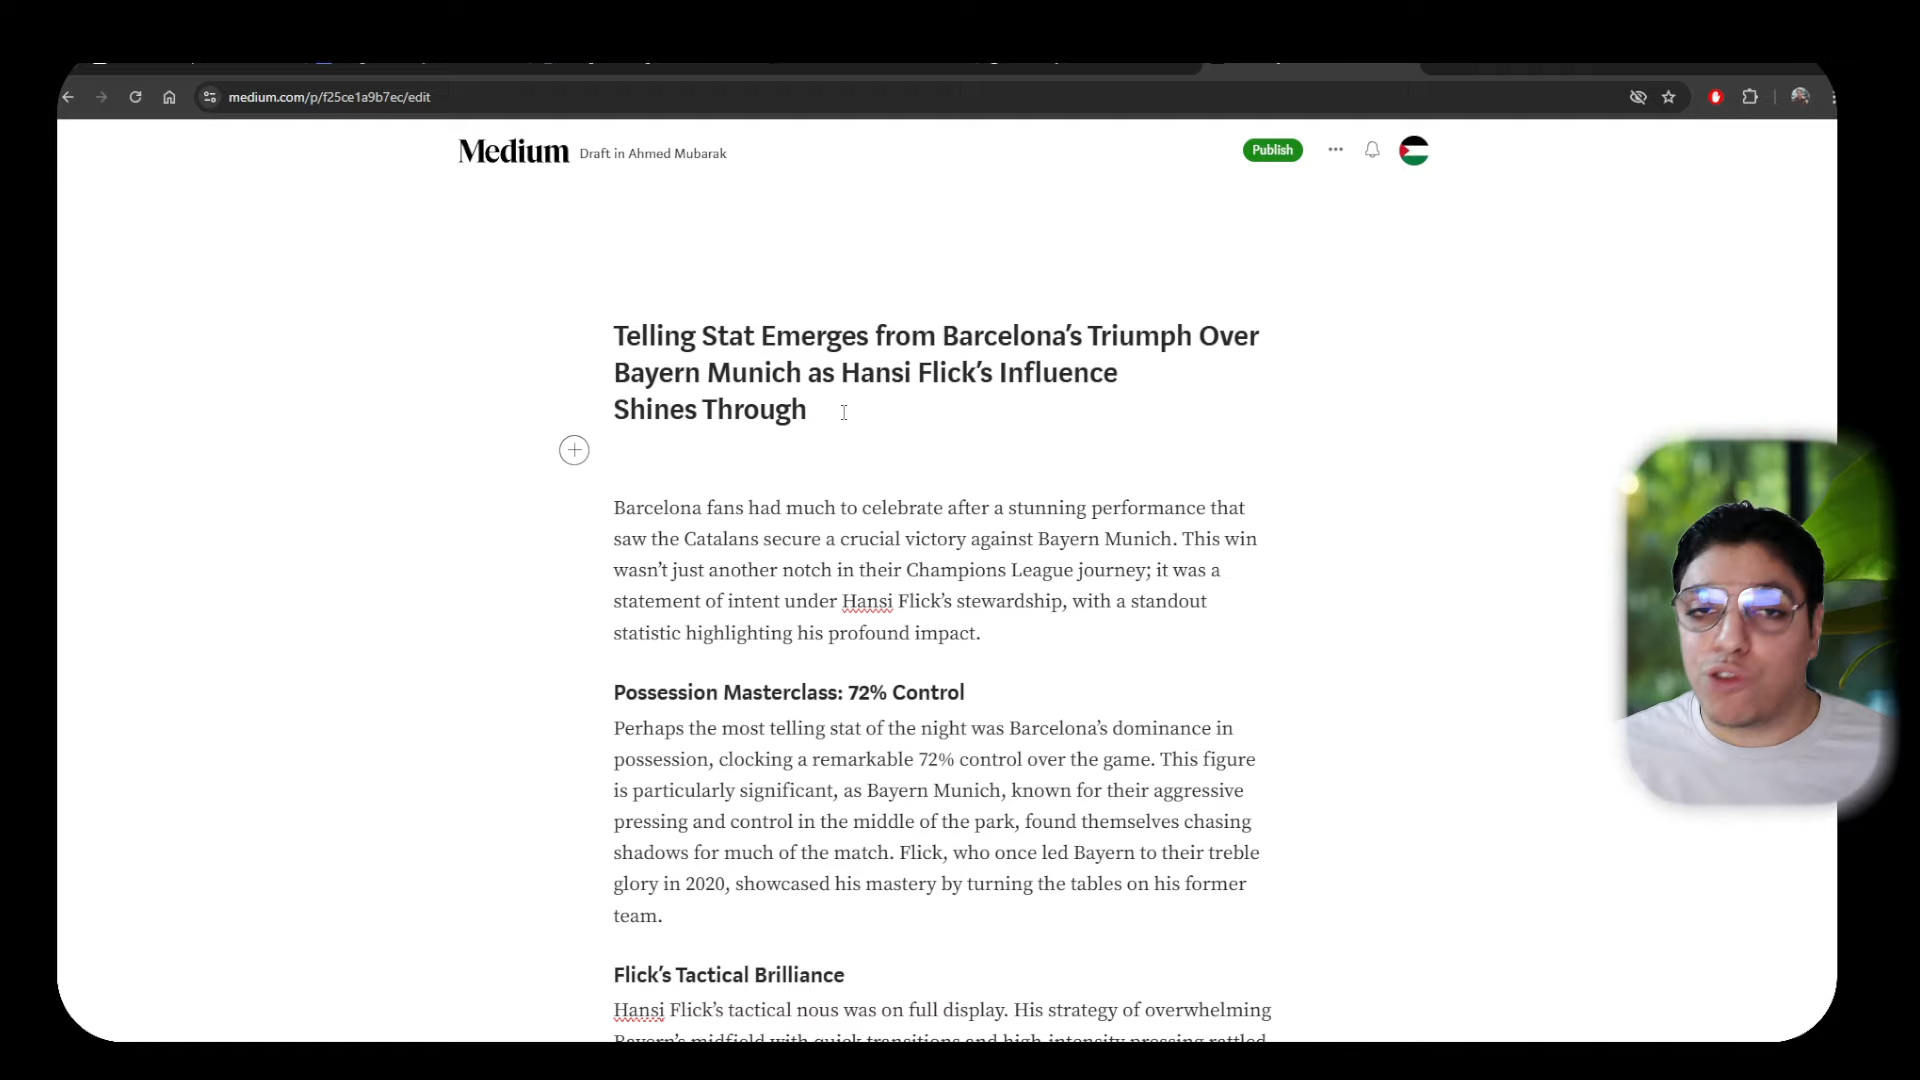 medium.com/p/f25ce1a9b7ec/edit
Medium Draft in Ahmed Mubarak
Publish
Telling Stat Emerges from Barcelona’s Triumph Over
Bayern Munich as Hansi Flick’s Influence
Shines Through
Barcelona fans had much to celebrate after a stunning performance that
saw the Catalans secure a crucial victory against Bayern Munich. This win
wasn’t just another notch in their Champions League journey; it was a
statement of intent under Hansi Flick’s stewardship, with a standout
statistic highlighting his profound impact.
Possession Masterclass: 72% Control
Perhaps the most telling stat of the night was Barcelona’s dominance in
possession, clocking a remarkable 72% control over the game. This figure
is particularly significant, as Bayern Munich, known for their aggressive
pressing and control in the middle of the park, found themselves chasing
shadows for much of the match. Flick, who once led Bayern to their treble
glory in 2020, showcased his mastery by turning the tables on his former
team.
Flick’s Tactical Brilliance
Hansi Flick’s tactical nous was on full display. His strategy of overwhelming
Bayern’s midfield with quick transitions and high-intensity pressing rattled